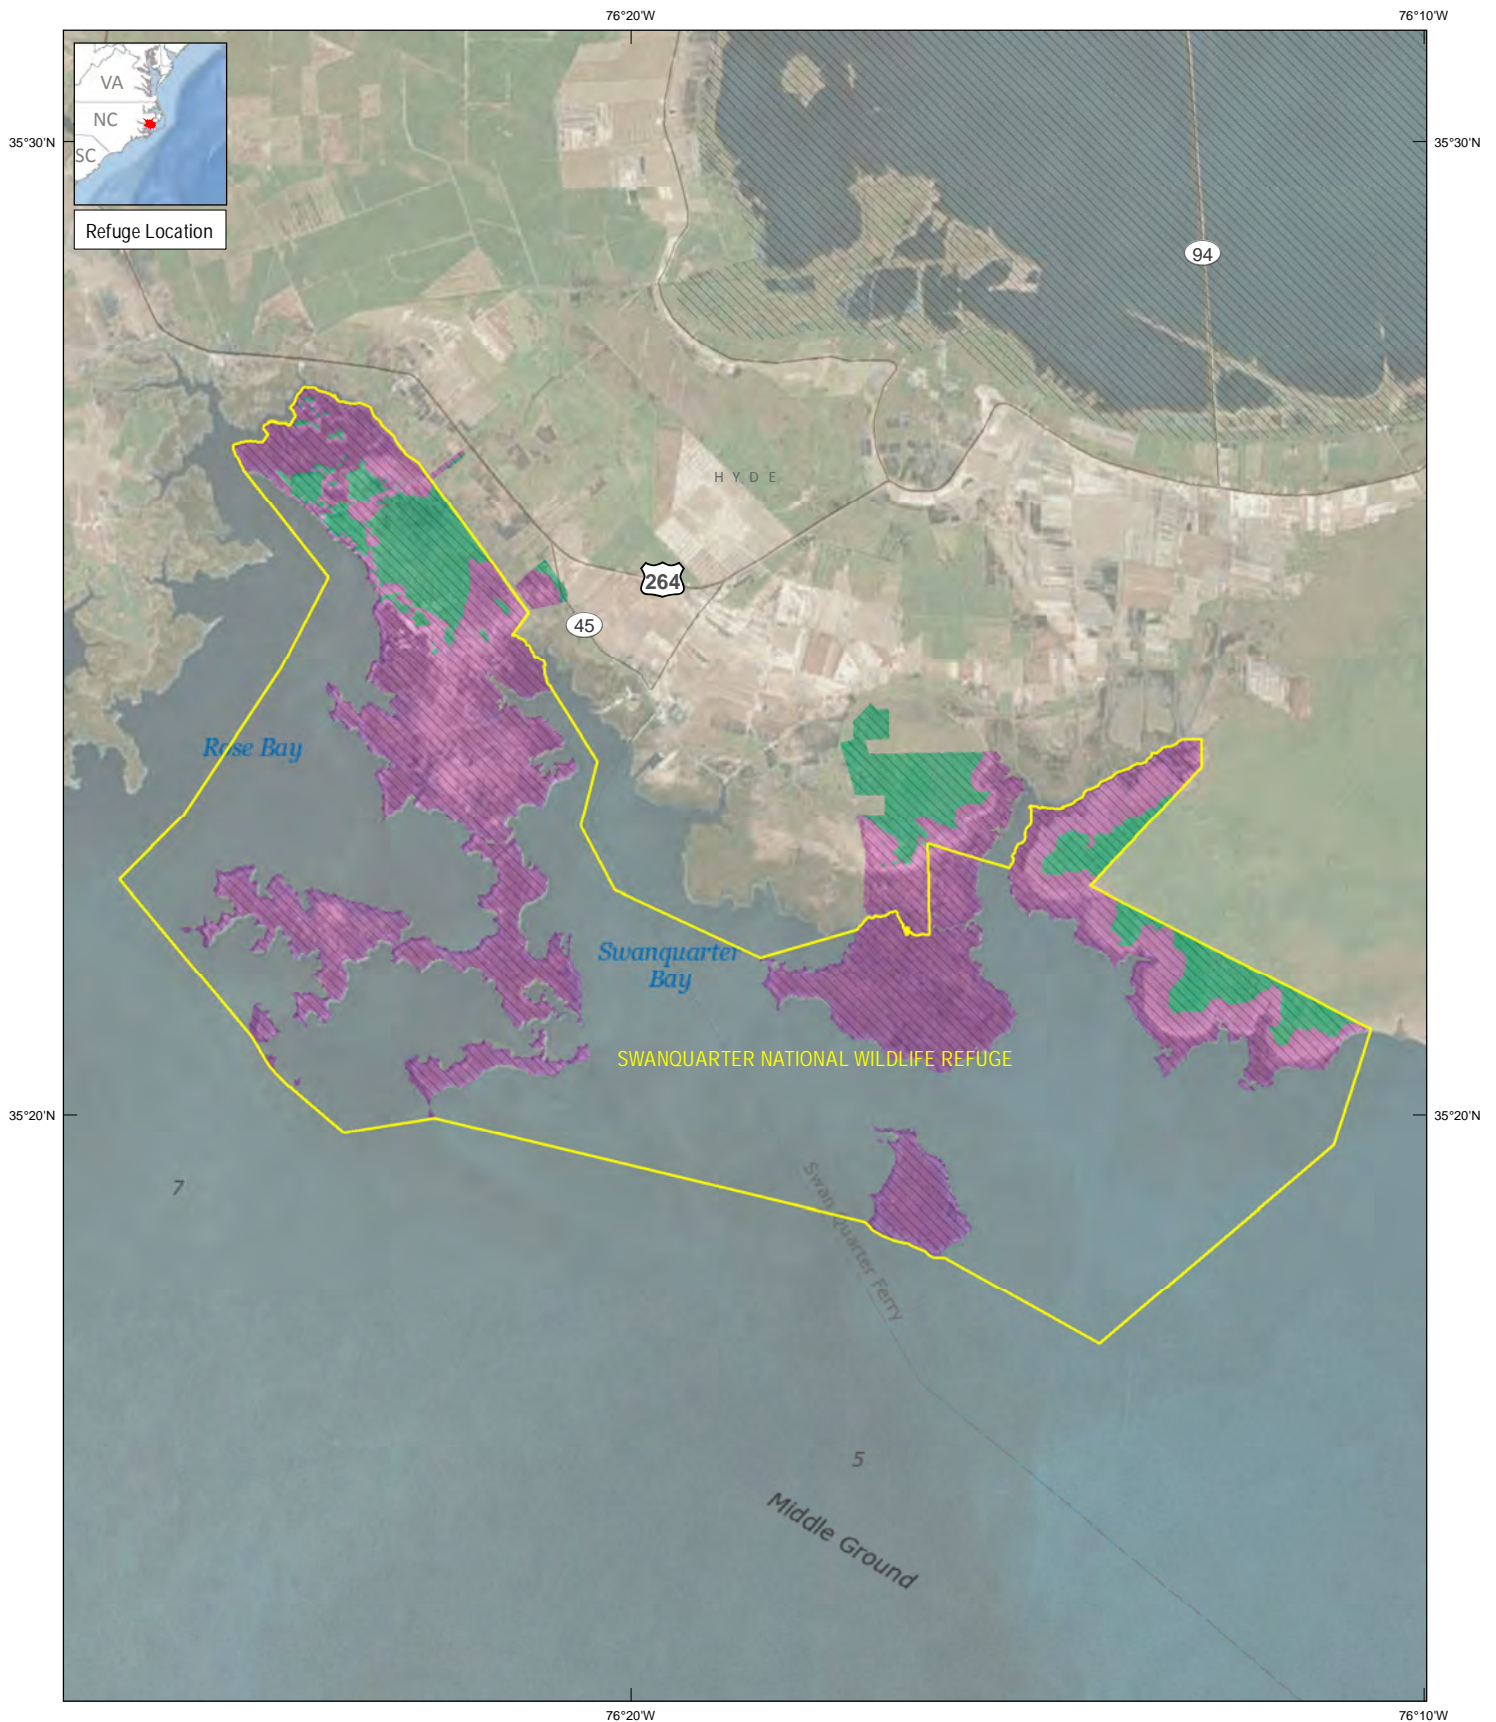 76°20'W
76°10'W
VA
NC
SC
Refuge Location
35°30'N
35°30'N
94
HYDE
264
45
Rose Bay
Swanquarter
Bay
SWANQUARTER NATIONAL WILDLIFE REFUGE
35°20'N
35°20'N
7
Swan Quarter Ferry
5
Middle Ground
76°20'W
76°10'W